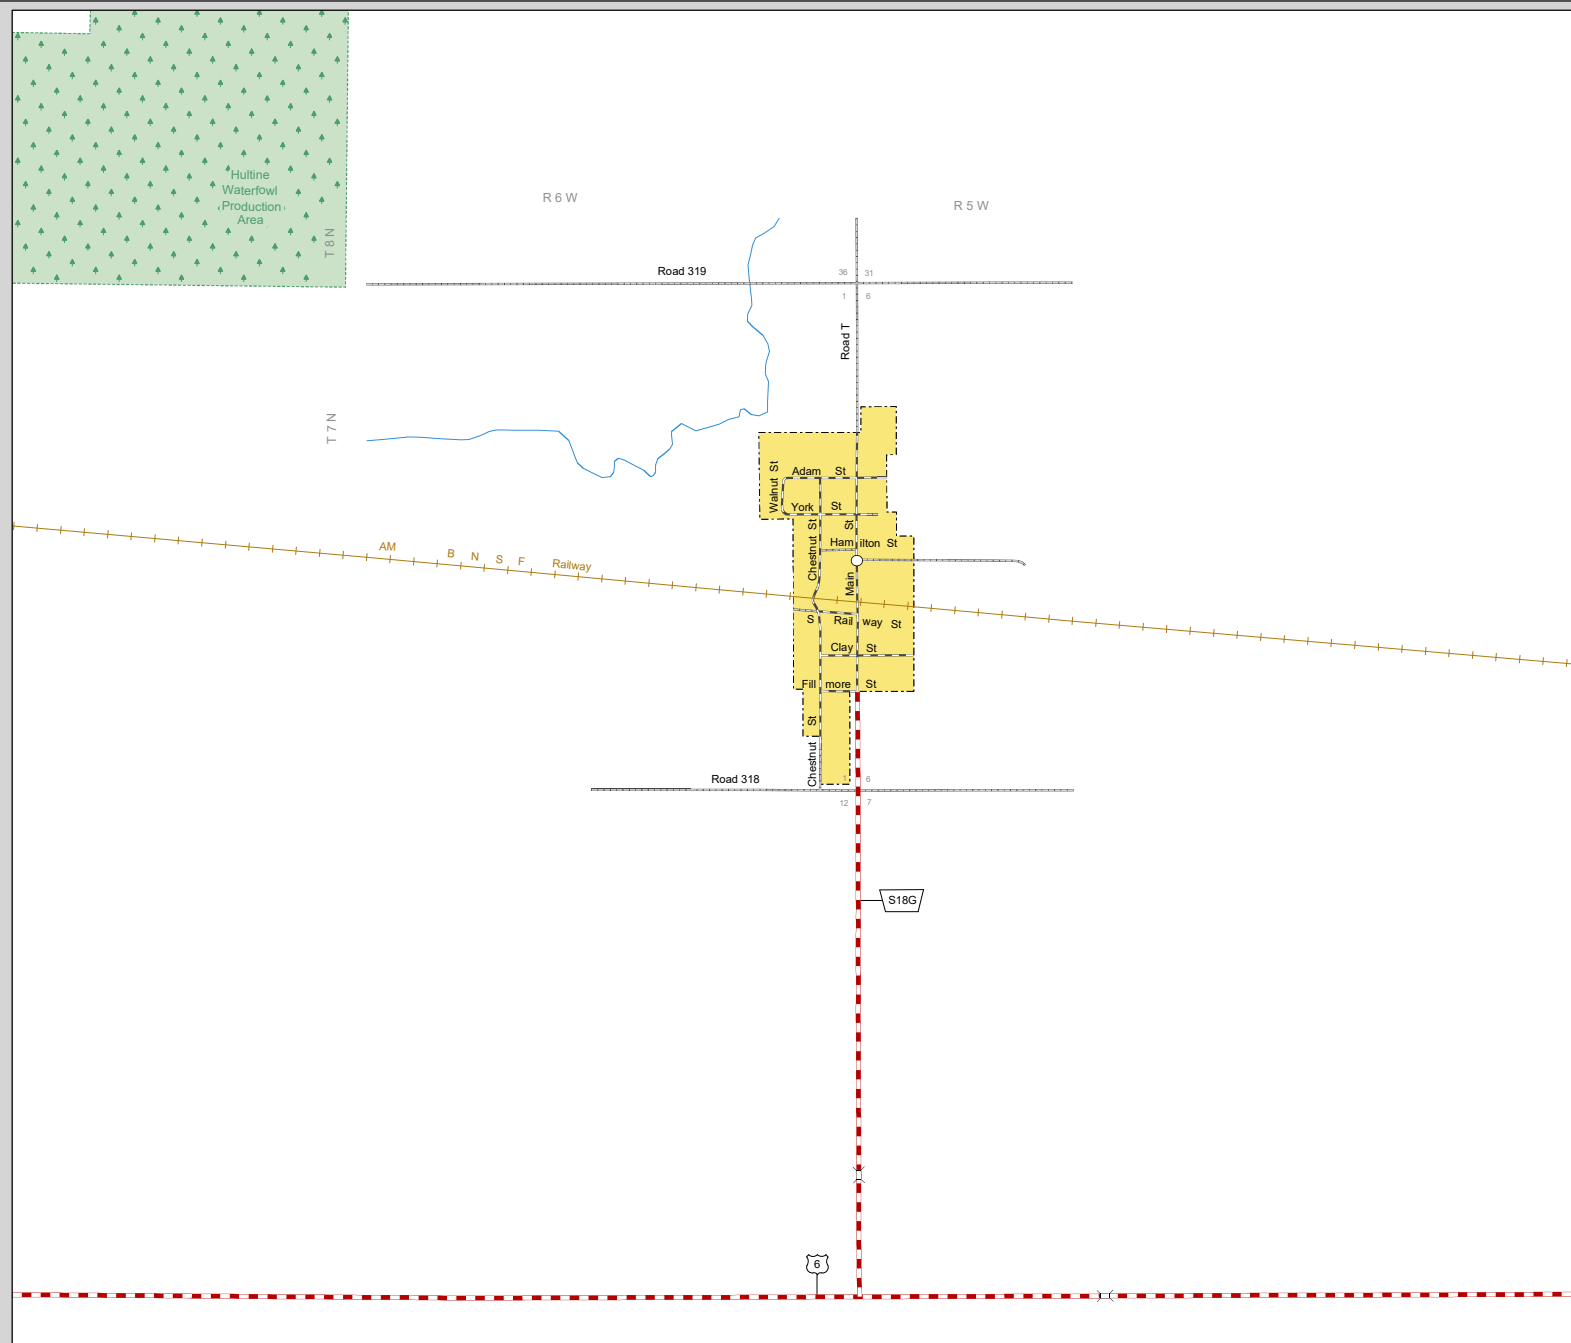 Hultine
Waterfowl
Production
Area
T 8 N
R 6 W
R 5 W
Road 319
36
31
1
6
Road T
T 7 N
Walnut St
Adam St
York St
Chestnut St
Main St
Hamilton St
AM
B N S F Railway
S Railway St
Clay St
Fillmore St
Chestnut St
Road 318
1
6
12
7
S18G
6